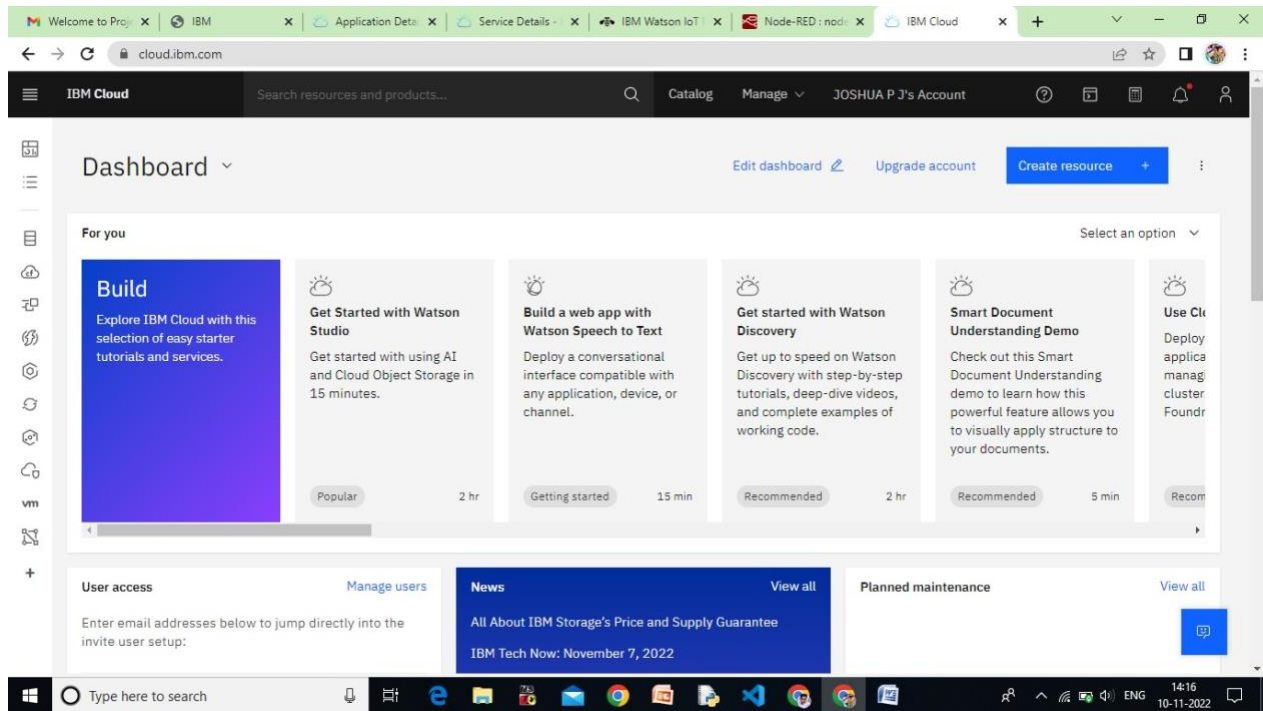 Welcome to Proj
IBM
Application Deta
Service Details -
IBM Watson IoT
Node-RED : node
IBM Cloud
cloud.ibm.com
IBM Cloud
Search resources and products...
Catalog
Manage
JOSHUA P J's Account
Dashboard
Edit dashboard
Upgrade account
Create resource +
For you
Select an option
Build
Explore IBM Cloud with this
selection of easy starter
tutorials and services.
Get Started with Watson
Studio
Get started with using AI
and Cloud Object Storage in
15 minutes.
Popular
2 hr
Build a web app with
Watson Speech to Text
Deploy a conversational
interface compatible with
any application, device, or
channel.
Getting started
15 min
Get started with Watson
Discovery
Get up to speed on Watson
Discovery with step-by-step
tutorials, deep-dive videos,
and complete examples of
working code.
Recommended
2 hr
Smart Document
Understanding Demo
Check out this Smart
Document Understanding
demo to learn how this
powerful feature allows you
to visually apply structure to
your documents.
Recommended
5 min
Use Clo
Deploy
applica
managi
cluster
Foundr
Recom
vm
User access
Manage users
Enter email addresses below to jump directly into the
invite user setup:
News
View all
All About IBM Storage's Price and Supply Guarantee
IBM Tech Now: November 7, 2022
Planned maintenance
View all
Type here to search
ENG
14:16
10-11-2022